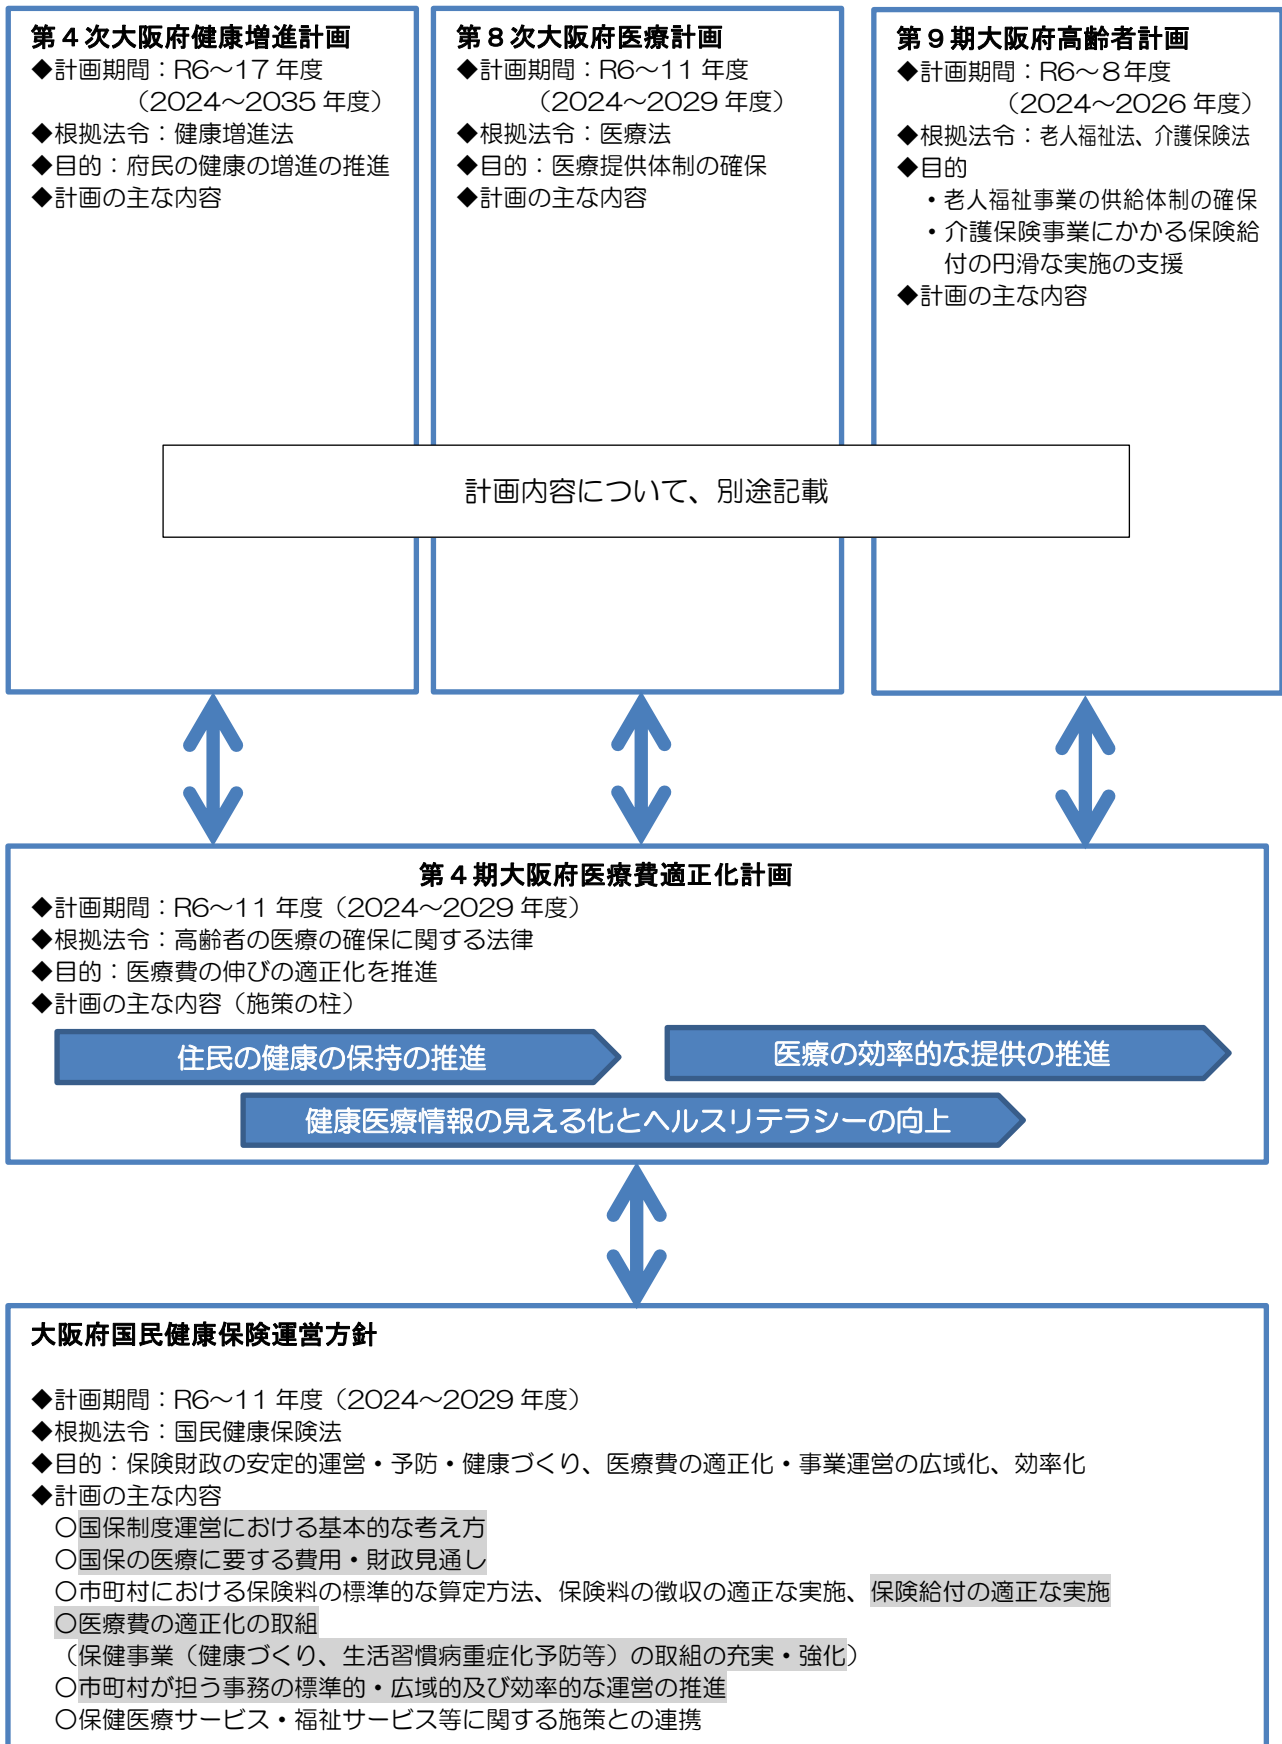 第４次大阪府健康増進計画
◆計画期間：R6～17年度
（2024～2035年度）
◆根拠法令：健康増進法
◆目的：府民の健康の増進の推進
◆計画の主な内容
第８次大阪府医療計画
◆計画期間：R6～11年度
（2024～2029年度）
◆根拠法令：医療法
◆目的：医療提供体制の確保
◆計画の主な内容
第９期大阪府高齢者計画
◆計画期間：R6～8年度
（2024～2026年度）
◆根拠法令：老人福祉法、介護保険法
◆目的
・老人福祉事業の供給体制の確保
・介護保険事業にかかる保険給
付の円滑な実施の支援
◆計画の主な内容
計画内容について、別途記載
第４期大阪府医療費適正化計画
◆計画期間：R6～11年度（2024～2029年度）
◆根拠法令：高齢者の医療の確保に関する法律
◆目的：医療費の伸びの適正化を推進
◆計画の主な内容（施策の柱）
住民の健康の保持の推進
医療の効率的な提供の推進
健康医療情報の見える化とヘルスリテラシーの向上
大阪府国民健康保険運営方針
◆計画期間：R6～11年度（2024～2029年度）
◆根拠法令：国民健康保険法
◆目的：保険財政の安定的運営・予防・健康づくり、医療費の適正化・事業運営の広域化、効率化
◆計画の主な内容
○国保制度運営における基本的な考え方
○国保の医療に要する費用・財政見通し
○市町村における保険料の標準的な算定方法、保険料の徴収の適正な実施、保険給付の適正な実施
○医療費の適正化の取組
（保健事業（健康づくり、生活習慣病重症化予防等）の取組の充実・強化）
○市町村が担う事務の標準的・広域的及び効率的な運営の推進
○保健医療サービス・福祉サービス等に関する施策との連携